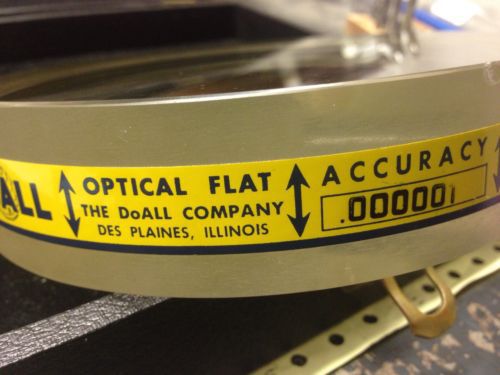 ALL
OPTICAL FLAT
THE DoALL COMPANY
DES PLAINES, ILLINOIS
ACCURACY
.000001